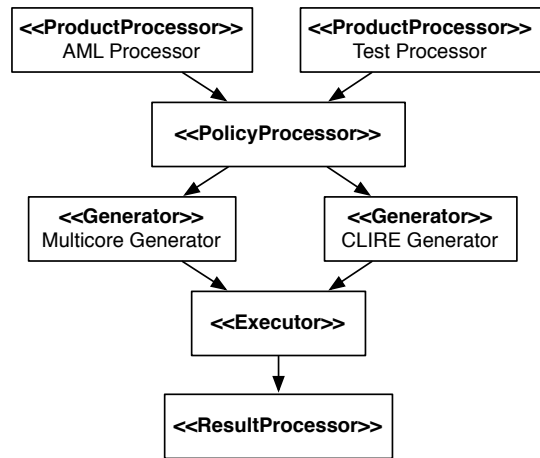 <<ProductProcessor>>
AML Processor
<<ProductProcessor>>
Test Processor
<<PolicyProcessor>>
<<Generator>>
Multicore Generator
<<Generator>>
CLIRE Generator
<<Executor>>
<<ResultProcessor>>